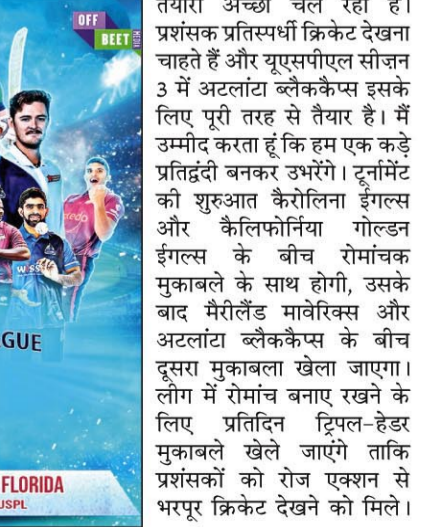 OFF
BEET
MEDIA
GUE
FLORIDA
USPL
तैयारी अच्छी चल रही है।
प्रशंसक प्रतिस्पर्धी क्रिकेट देखना
चाहते हैं और यूएसपीएल सीज़न
3 में अटलांटा ब्लैककैप्स इसके
लिए पूरी तरह से तैयार है। मैं
उम्मीद करता हूं कि हम एक कड़े
प्रतिद्वंदी बनकर उभरेंगे। टूर्नामेंट
की शुरुआत कैरोलिना ईगल्स
और कैलिफोर्निया गोल्डन
ईगल्स के बीच रोमांचक
मुकाबले के साथ होगी, उसके
बाद मैरीलैंड मावेरिक्स और
अटलांटा ब्लैककैप्स के बीच
दूसरा मुकाबला खेला जाएगा।
लीग में रोमांच बनाए रखने के
लिए प्रतिदिन ट्रिपल-हेडर
मुकाबले खेले जाएंगे ताकि
प्रशंसकों को रोज एक्शन से
भरपूर क्रिकेट देखने को मिले।